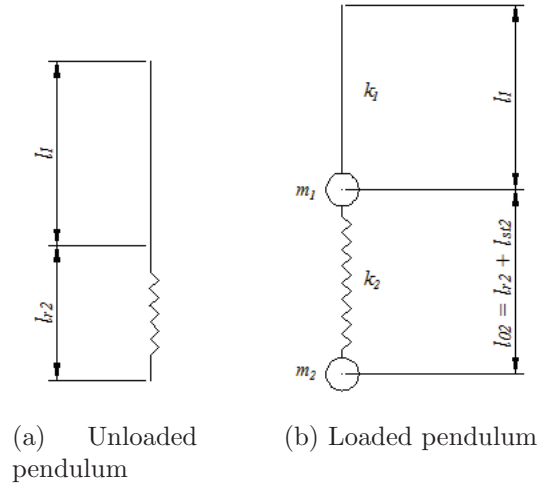 l1
lr2
(a) Unloaded
pendulum
k1
l1
m1
l02 = lr2 + lst2
k2
m2
(b) Loaded pendulum